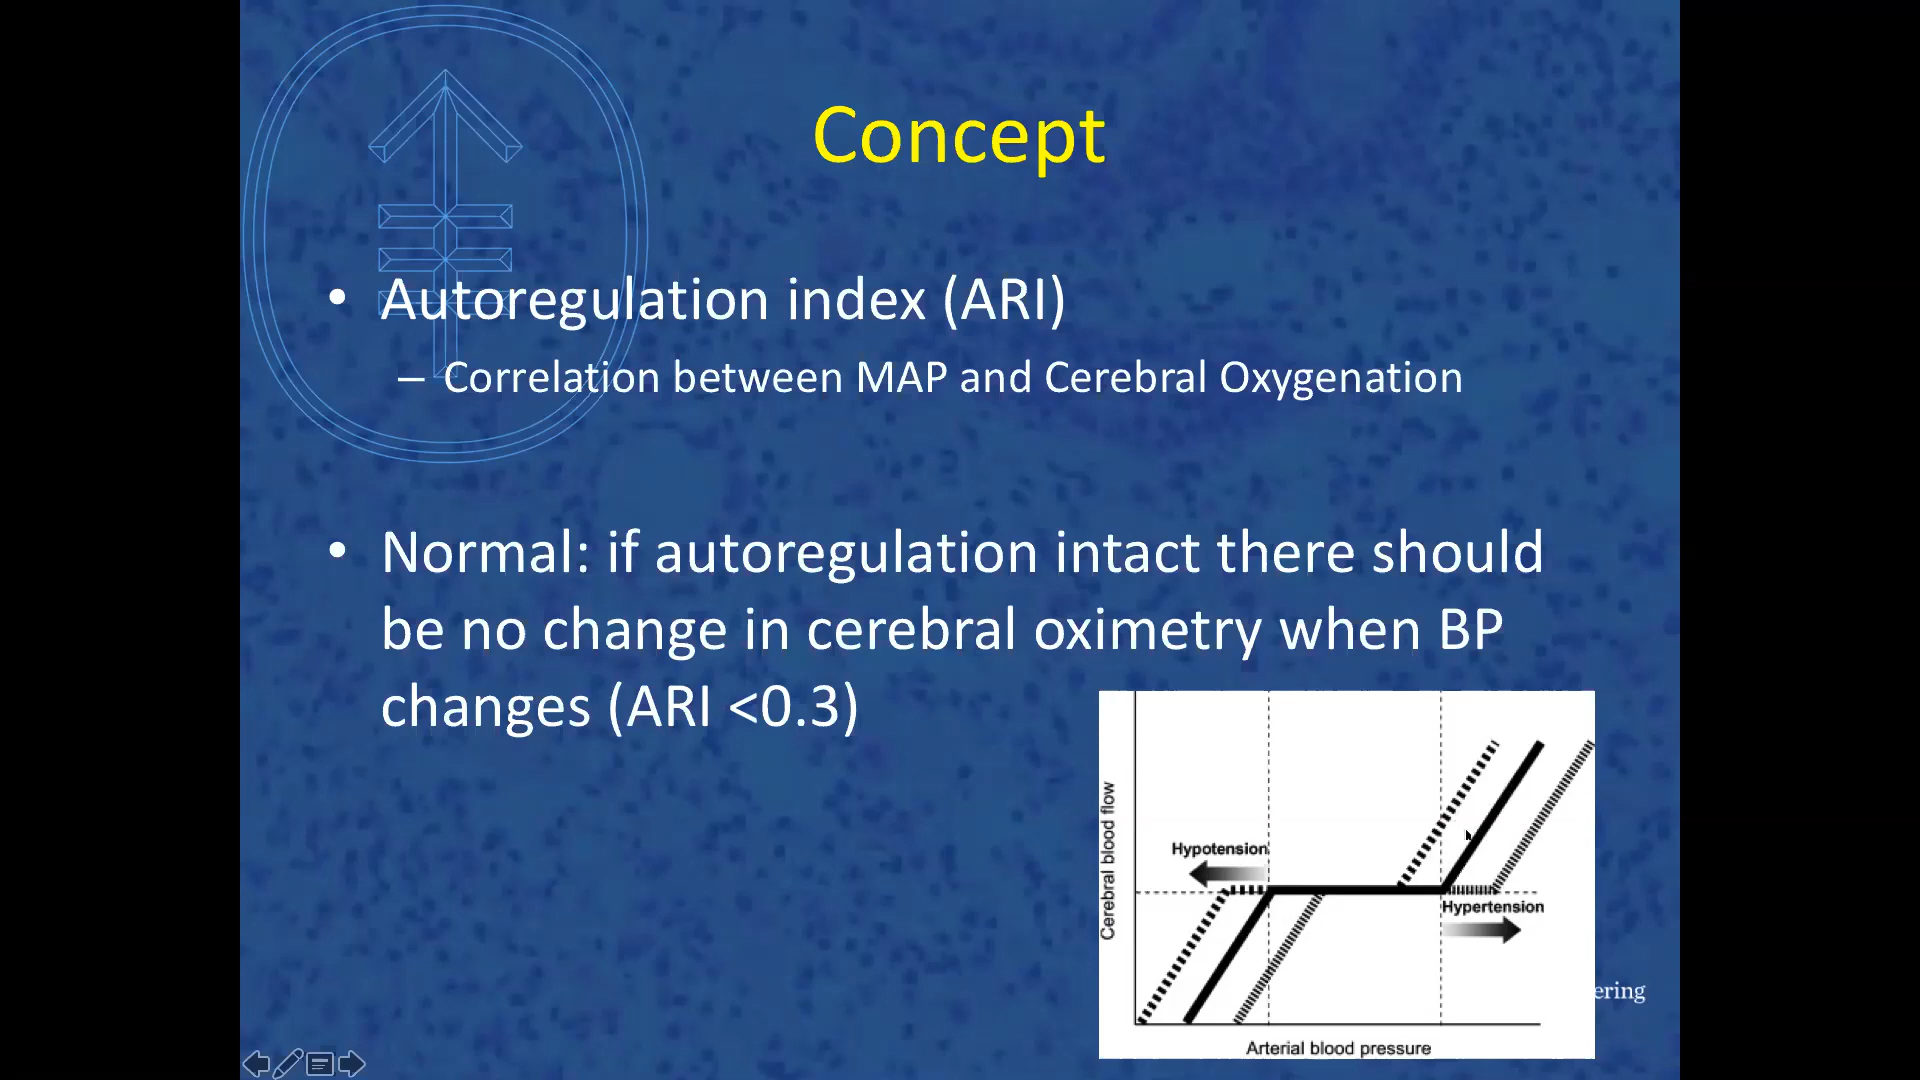 Concept
• Autoregulation index (ARI)
– Correlation between MAP and Cerebral Oxygenation
• Normal: if autoregulation intact there should
be no change in cerebral oximetry when BP
changes (ARI <0.3)
Cerebral blood flow
Hypotension
Hypertension
Arterial blood pressure
ering